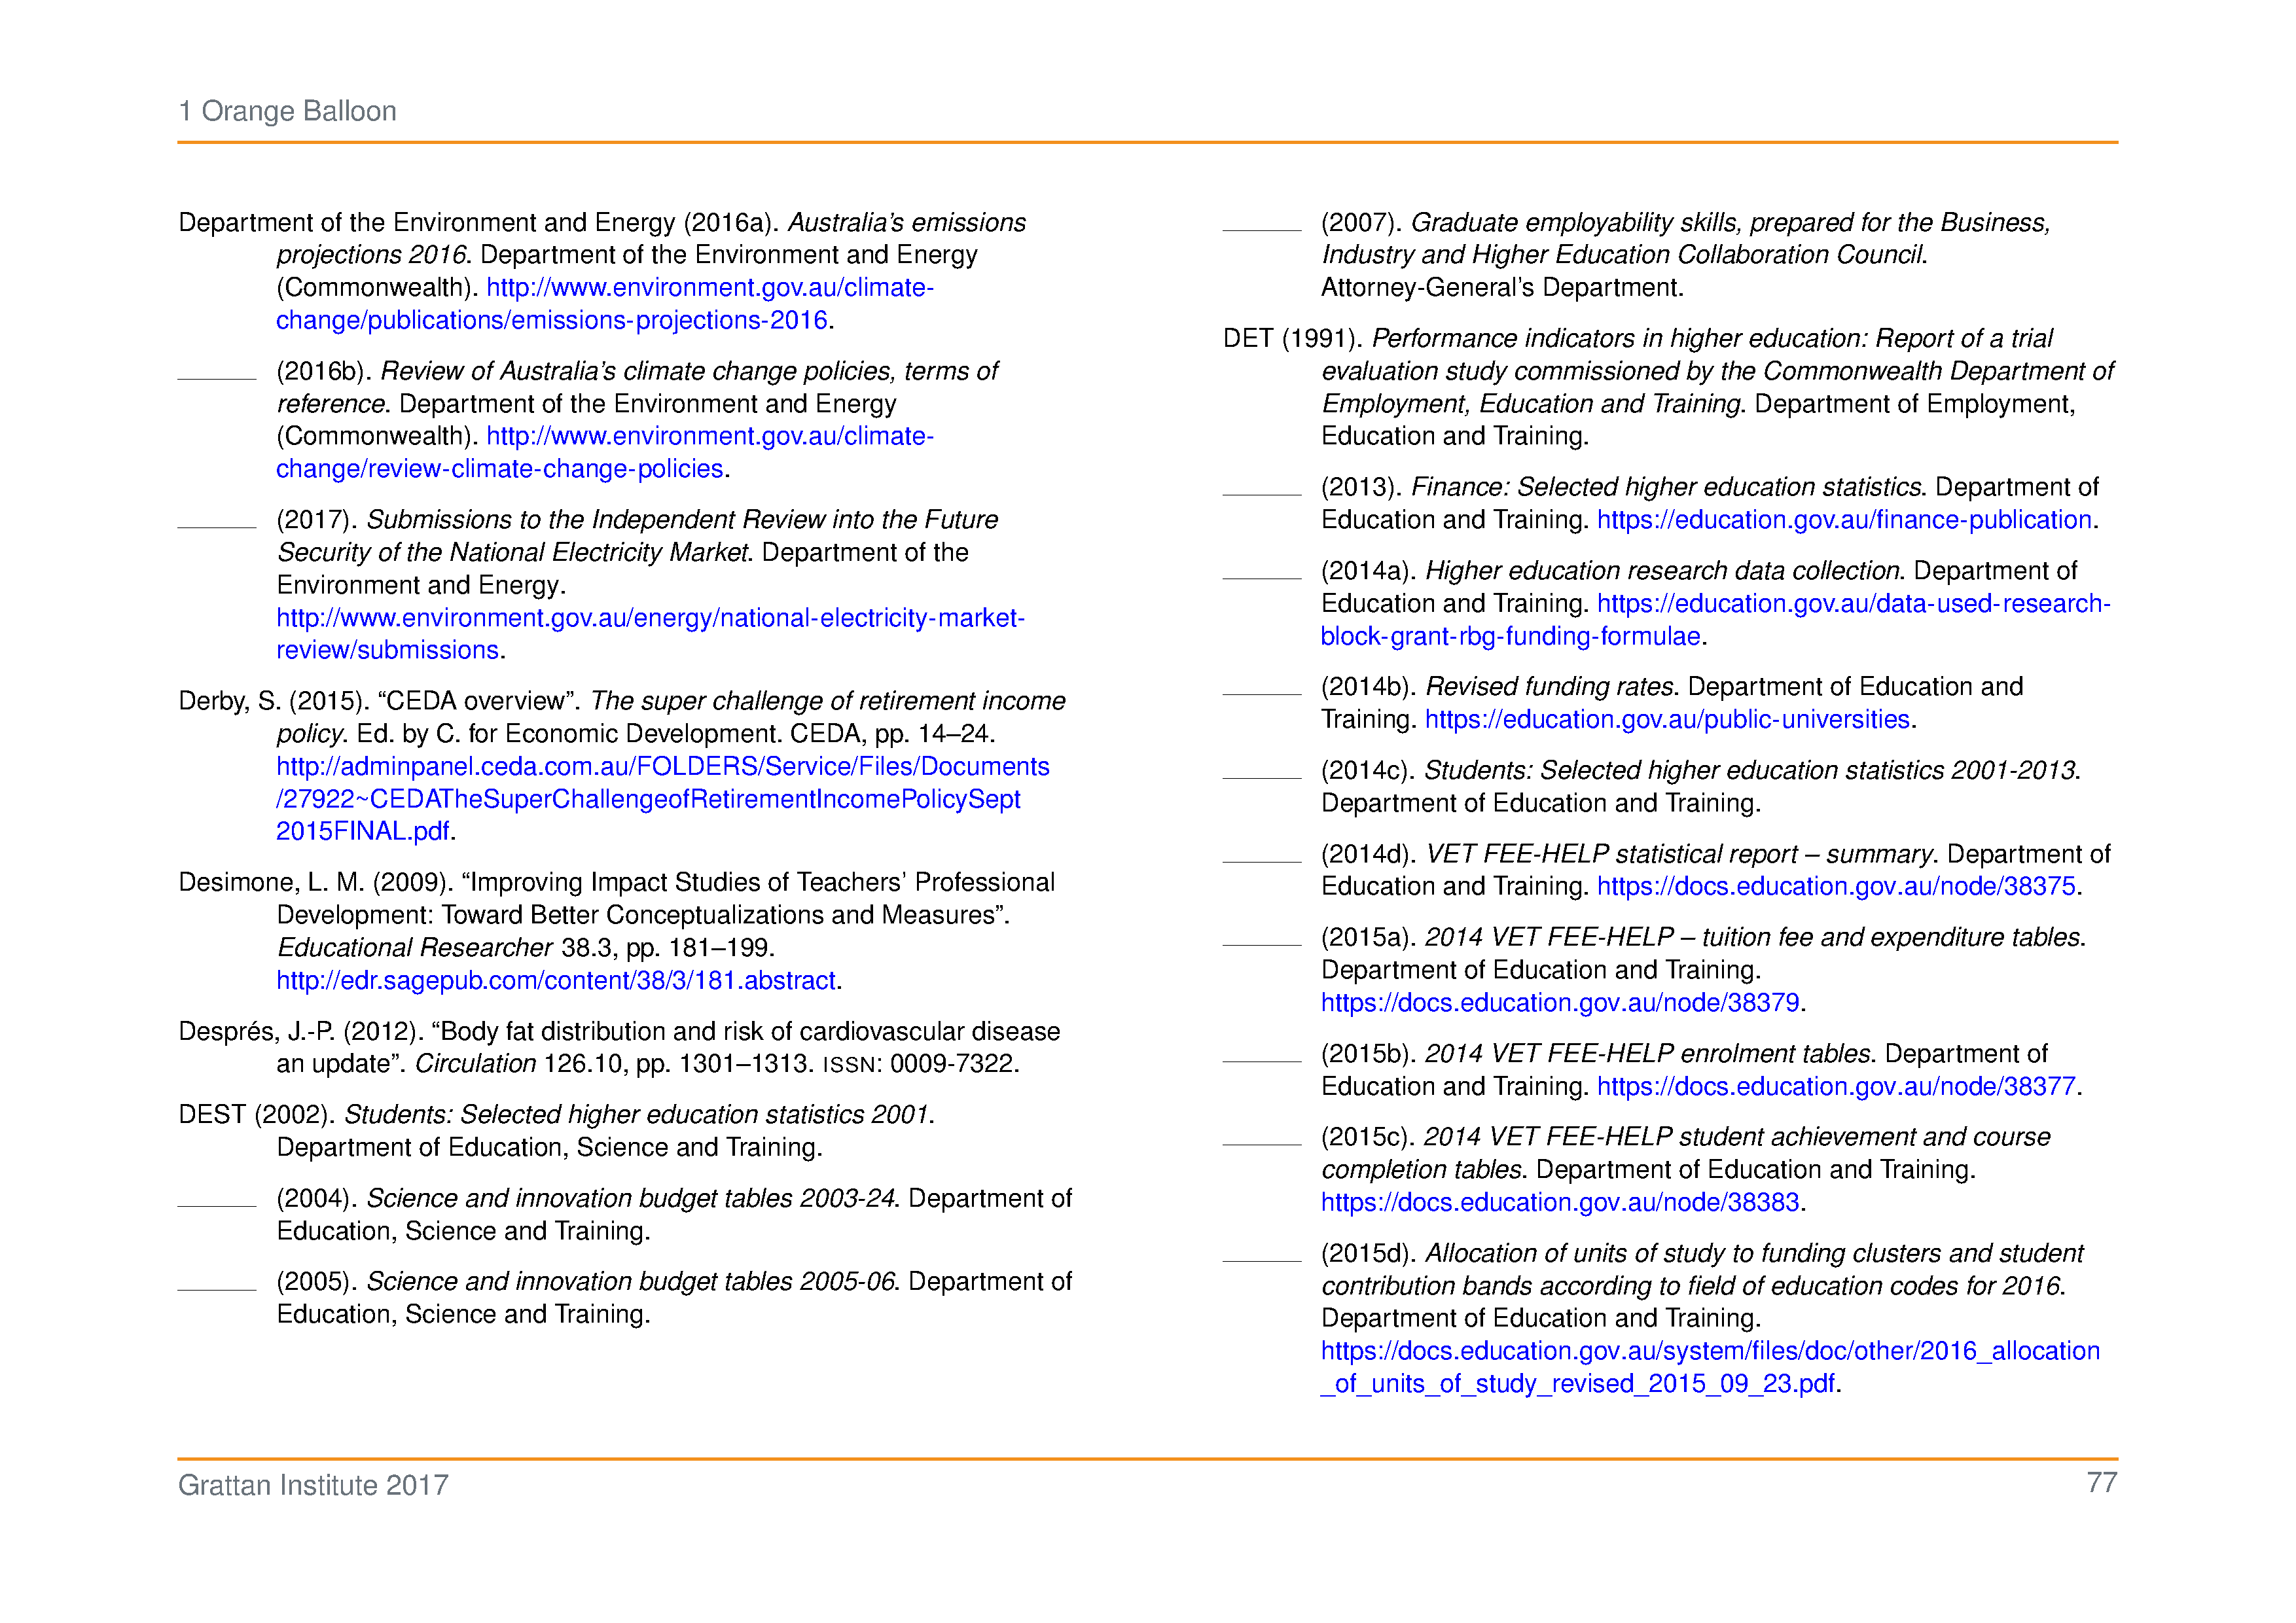 1 Orange Balloon
Department of the Environment and Energy (2016a). Australia's emissions
projections 2016. Department of the Environment and Energy
(Commonwealth). http://www.environment.gov.au/climate-
change/publications/emissions-projections-2016.
(2016b). Review of Australia's climate change policies, terms of
reference. Department of the Environment and Energy
(Commonwealth). http://www.environment.gov.au/climate-
change/review-climate-change-policies.
(2017). Submissions to the Independent Review into the Future
Security of the National Electricity Market. Department of the
Environment and Energy.
http://www.environment.gov.au/energy/national-electricity-market-
review/submissions.
Derby, S. (2015). “CEDA overview”. The super challenge of retirement income
policy. Ed. by C. for Economic Development. CEDA, pp. 14–24.
http://adminpanel.ceda.com.au/FOLDERS/Service/Files/Documents
/27922~CEDATheSuperChallengeofRetirementIncomePolicySept
2015FINAL.pdf.
Desimone, L. M. (2009). “Improving Impact Studies of Teachers’ Professional
Development: Toward Better Conceptualizations and Measures”.
Educational Researcher 38.3, pp. 181–199.
http://edr.sagepub.com/content/38/3/181.abstract.
Després, J.-P. (2012). “Body fat distribution and risk of cardiovascular disease
an update”. Circulation 126.10, pp. 1301–1313. ISSN: 0009-7322.
DEST (2002). Students: Selected higher education statistics 2001.
Department of Education, Science and Training.
(2004). Science and innovation budget tables 2003-24. Department of
Education, Science and Training.
(2005). Science and innovation budget tables 2005-06. Department of
Education, Science and Training.
(2007). Graduate employability skills, prepared for the Business,
Industry and Higher Education Collaboration Council.
Attorney-General's Department.
DET (1991). Performance indicators in higher education: Report of a trial
evaluation study commissioned by the Commonwealth Department of
Employment, Education and Training. Department of Employment,
Education and Training.
(2013). Finance: Selected higher education statistics. Department of
Education and Training. https://education.gov.au/finance-publication.
(2014a). Higher education research data collection. Department of
Education and Training. https://education.gov.au/data-used-research-
block-grant-rbg-funding-formulae.
(2014b). Revised funding rates. Department of Education and
Training. https://education.gov.au/public-universities.
(2014c). Students: Selected higher education statistics 2001-2013.
Department of Education and Training.
(2014d). VET FEE-HELP statistical report – summary. Department of
Education and Training. https://docs.education.gov.au/node/38375.
(2015a). 2014 VET FEE-HELP – tuition fee and expenditure tables.
Department of Education and Training.
https://docs.education.gov.au/node/38379.
(2015b). 2014 VET FEE-HELP enrolment tables. Department of
Education and Training. https://docs.education.gov.au/node/38377.
(2015c). 2014 VET FEE-HELP student achievement and course
completion tables. Department of Education and Training.
https://docs.education.gov.au/node/38383.
(2015d). Allocation of units of study to funding clusters and student
contribution bands according to field of education codes for 2016.
Department of Education and Training.
https://docs.education.gov.au/system/files/doc/other/2016_allocation
_of_units_of_study_revised_2015_09_23.pdf.
Grattan Institute 2017
77